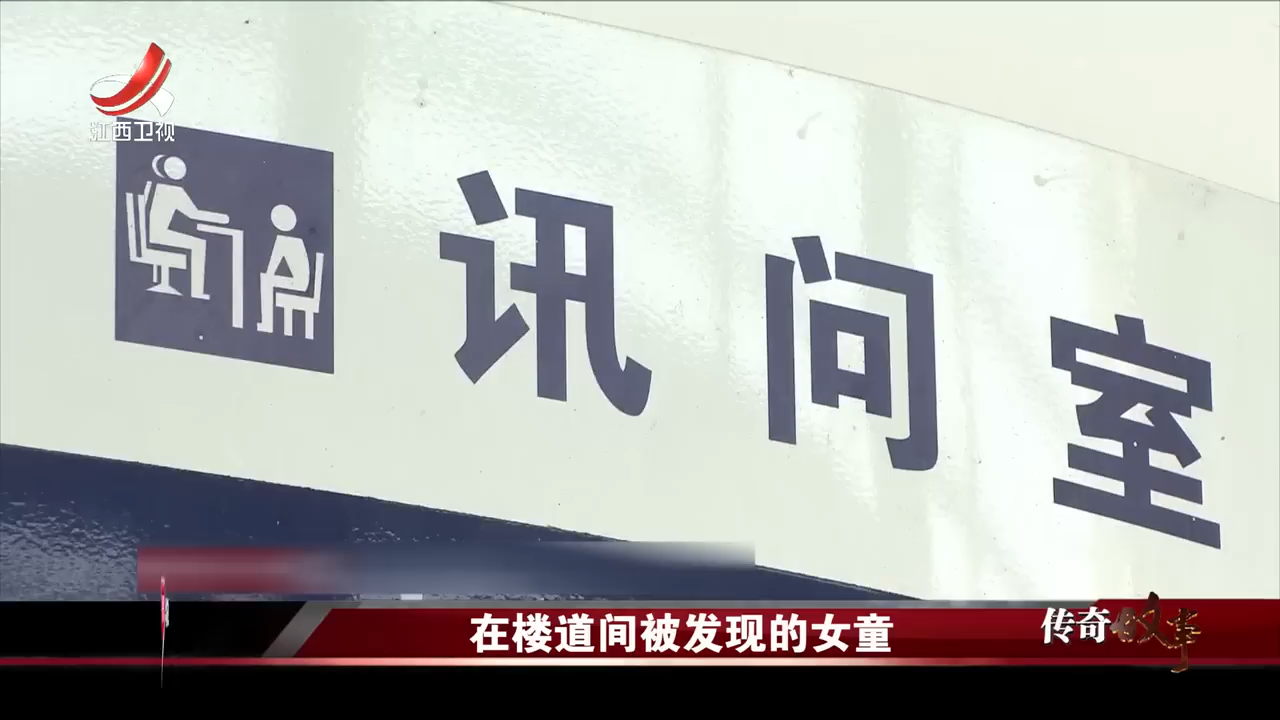 江西卫视
讯问室
在楼道间被发现的女童
传奇故事